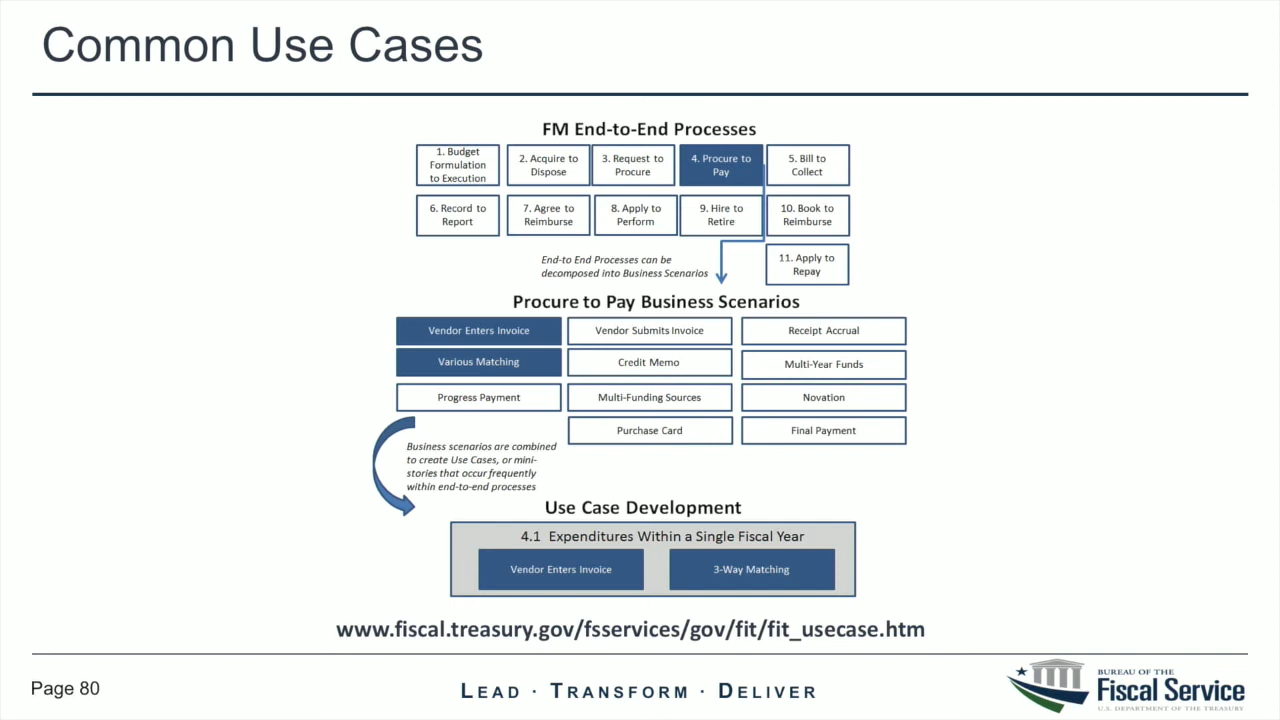 Common Use Cases
FM End-to-End Processes
1. Budget
Formulation
to Execution
2. Acquire to
Dispose
3. Request to
Procure
4. Procure to
Pay
5. Bill to
Collect
6. Record to
Report
7. Agree to
Reimburse
8. Apply to
Perform
9. Hire to
Retire
10. Book to
Reimburse
11. Apply to
Repay
End-to End Processes can be
decomposed into Business Scenarios
Procure to Pay Business Scenarios
Vendor Enters Invoice
Vendor Submits Invoice
Receipt Accrual
Various Matching
Credit Memo
Multi-Year Funds
Progress Payment
Multi-Funding Sources
Novation
Purchase Card
Final Payment
Business scenarios are combined
to create Use Cases, or mini-
stories that occur frequently
within end-to-end processes
Use Case Development
4.1 Expenditures Within a Single Fiscal Year
Vendor Enters Invoice
3-Way Matching
www.fiscal.treasury.gov/fsservices/gov/fit/fit_usecase.htm
Page 80
LEAD · TRANSFORM · DELIVER
BUREAU OF THE
Fiscal Service
U.S. DEPARTMENT OF THE TREASURY